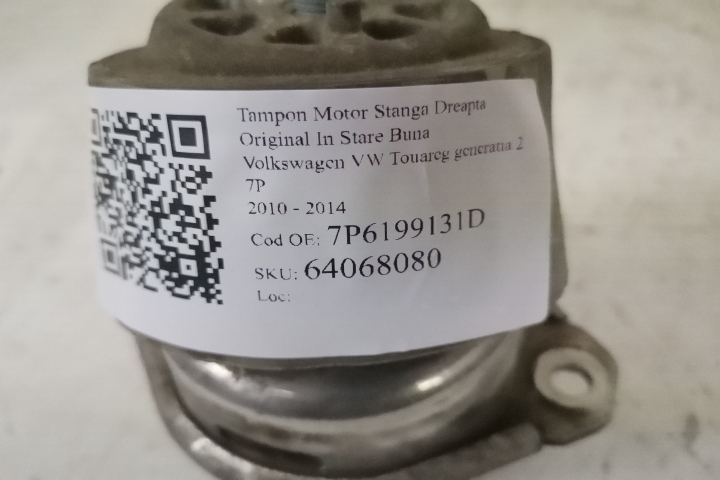 Tampon Motor Stanga Dreapta
Original In Stare Buna
Volkswagen VW Touareg generatia 2
7P
2010 - 2014
Cod OE: 7P6199131D
SKU: 64068080
Loc: